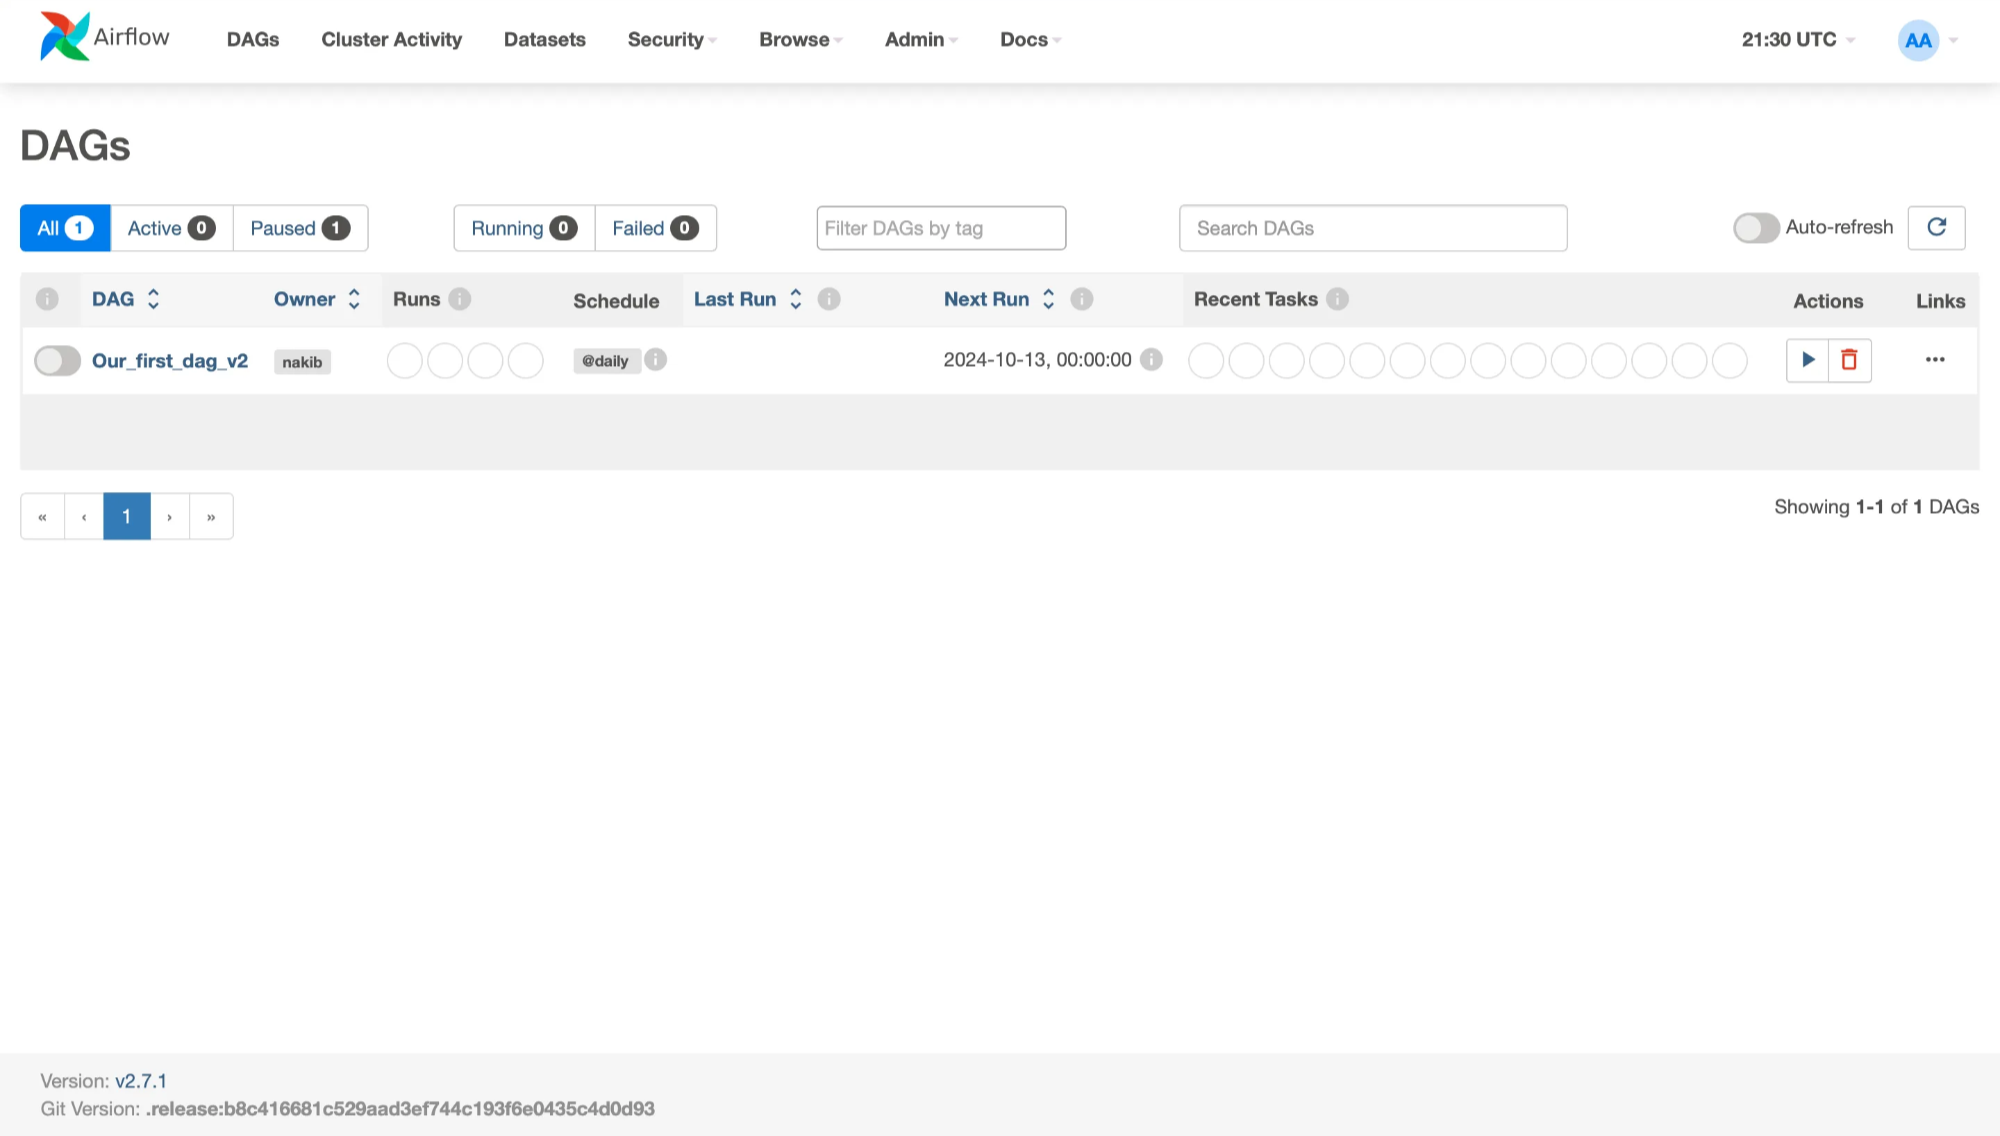 Airflow DAGs Cluster Activity Datasets Security Browse Admin Docs 21:30 UTC AA
DAGs
All 1 Active 0 Paused 1 Running 0 Failed 0 Filter DAGs by tag Search DAGs Auto-refresh
i DAG Owner Runs i Schedule Last Run i Next Run i Recent Tasks i Actions Links
Our_first_dag_v2 nakib @daily i 2024-10-13, 00:00:00 i ···
« ‹ 1 › » Showing 1-1 of 1 DAGs
Version: v2.7.1
Git Version: .release:b8c416681c529aad3ef744c193f6e0435c4d0d93